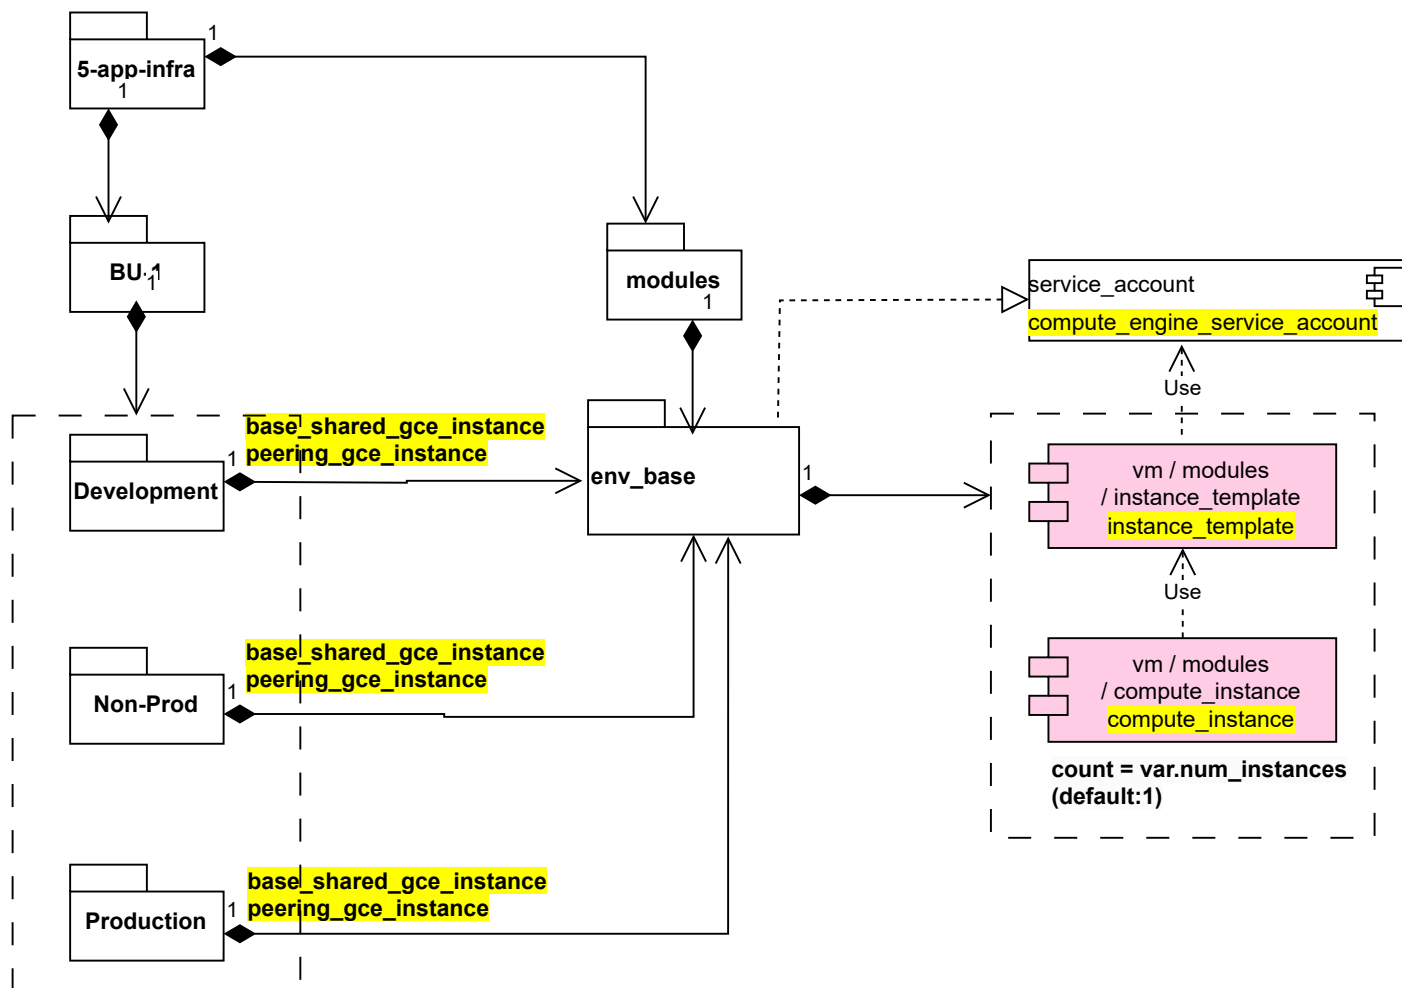 1
5-app-infra
1
BU-1
1
modules
1
service_account
compute_engine_service_account
Use
base_shared_gce_instance
peering_gce_instance
1
Development
env_base
1
vm / modules
/ instance_template
instance_template
Use
base_shared_gce_instance
peering_gce_instance
1
Non-Prod
vm / modules
/ compute_instance
compute_instance
count = var.num_instances
(default:1)
base_shared_gce_instance
peering_gce_instance
1
Production